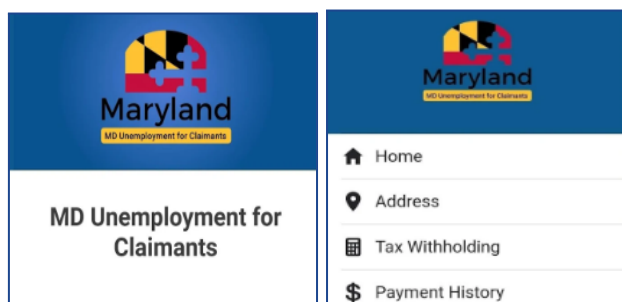 Maryland
MD Unemployment for Claimants
MD Unemployment for
Claimants
Maryland
MD Unemployment for Claimants
Home
Address
Tax Withholding
Payment History